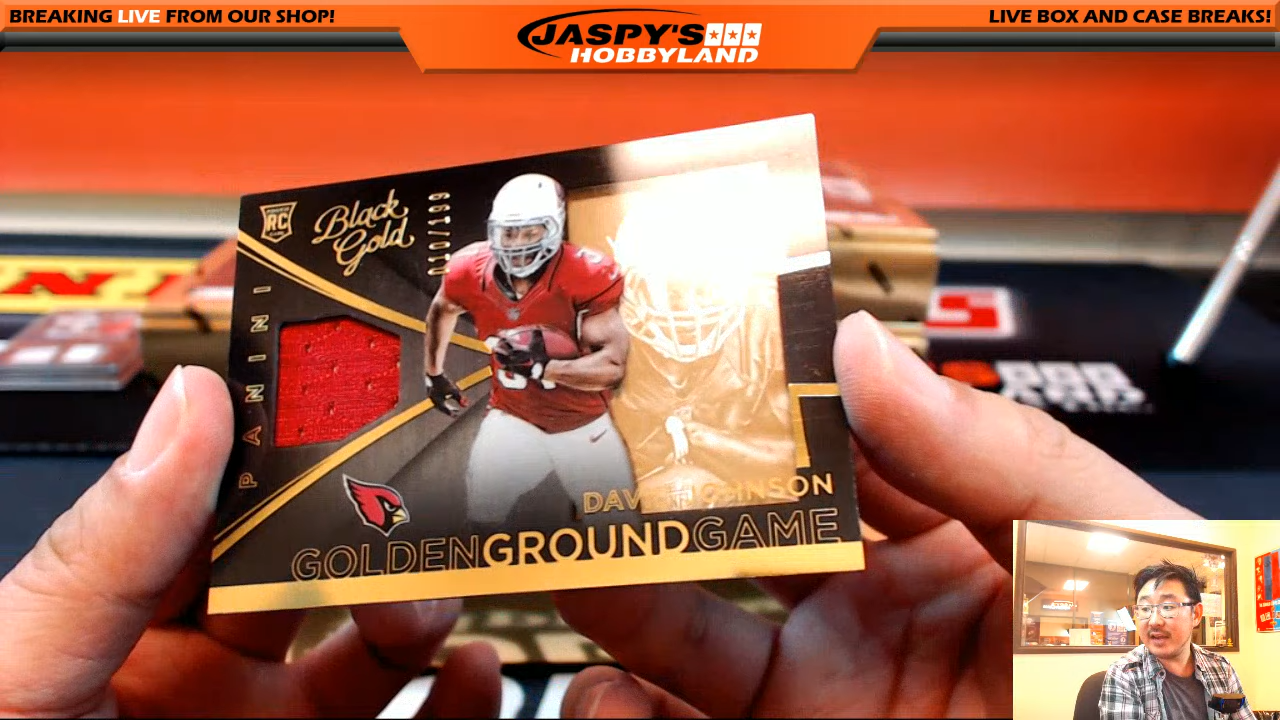 BREAKING LIVE FROM OUR SHOP!
JASPY'S
HOBBYLAND
LIVE BOX AND CASE BREAKS!
RC
Black
Gold
010/199
PANINI
GOLDENGROUNDGAME